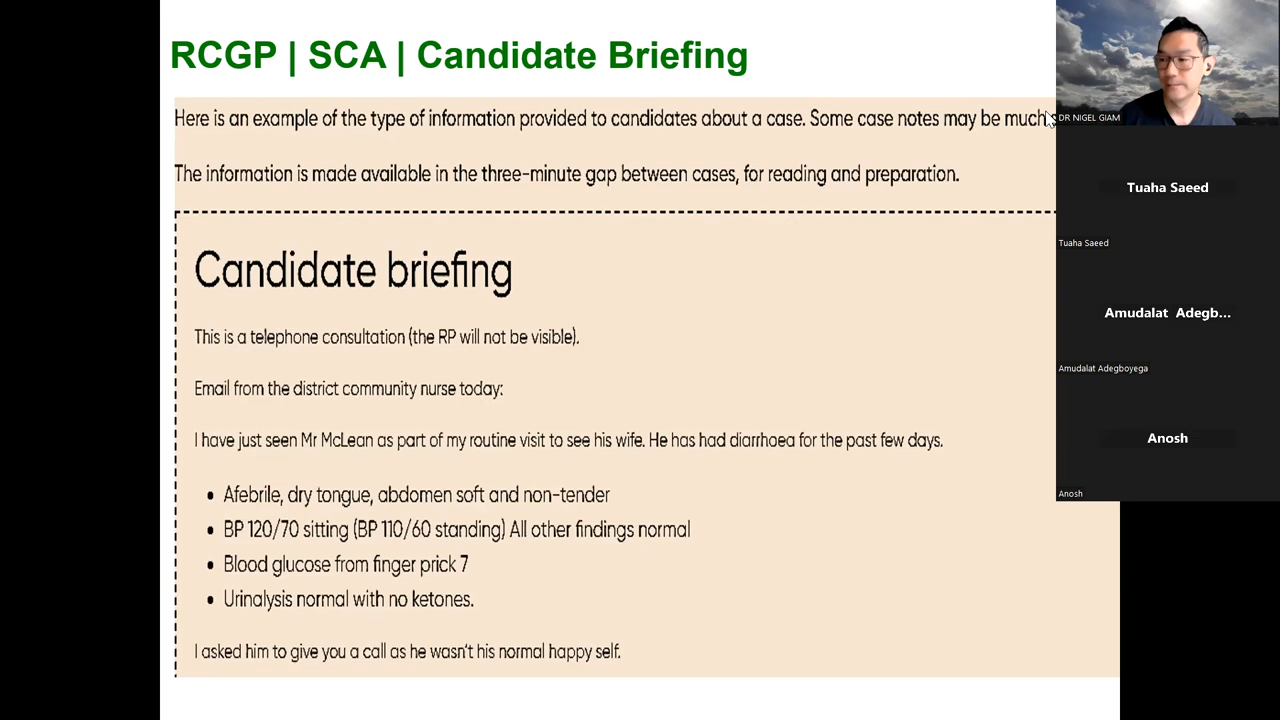 RCGP | SCA | Candidate Briefing
Here is an example of the type of information provided to candidates about a case. Some case notes may be much
The information is made available in the three-minute gap between cases, for reading and preparation.
Candidate briefing
This is a telephone consultation (the RP will not be visible).
Email from the district community nurse today:
I have just seen Mr McLean as part of my routine visit to see his wife. He has had diarrhoea for the past few days.
• Afebrile, dry tongue, abdomen soft and non-tender
• BP 120/70 sitting (BP 110/60 standing) All other findings normal
• Blood glucose from finger prick 7
• Urinalysis normal with no ketones.
I asked him to give you a call as he wasn't his normal happy self.
DR NIGEL GIAM
Tuaha Saeed
Tuaha Saeed
Amudalat Adegb...
Amudalat Adegboyega
Anosh
Anosh